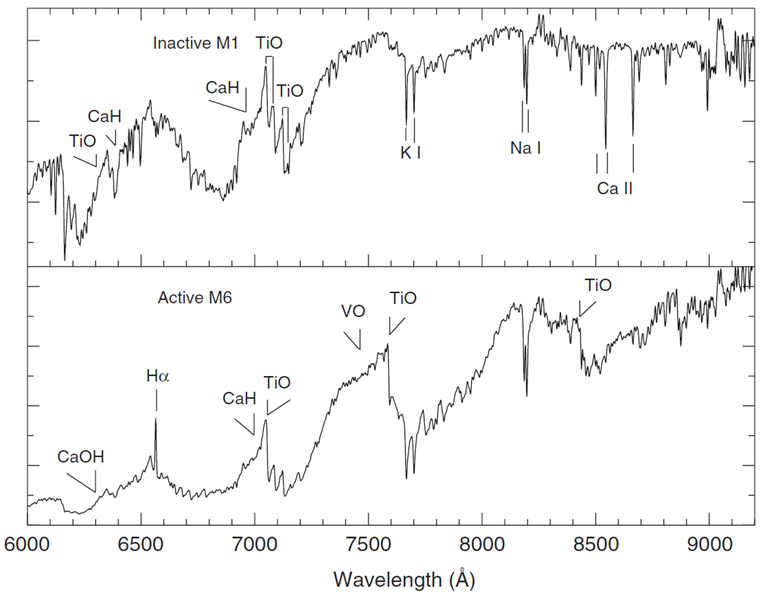 Inactive M1
TiO
CaH
TiO
CaH
TiO
K I
Na I
Ca II
Active M6
TiO
VO
TiO
Hα
TiO
CaH
CaOH
6000 6500 7000 7500 8000 8500 9000
Wavelength (Å)